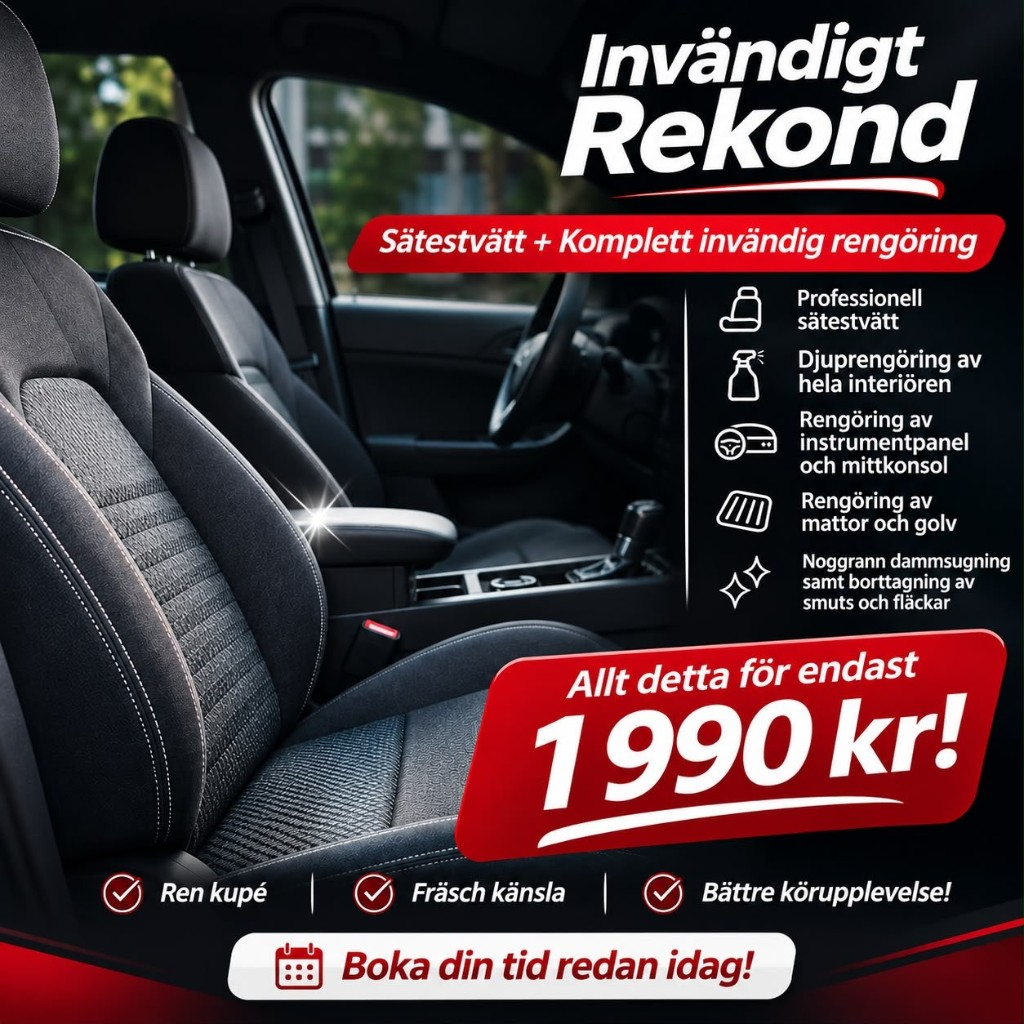 Invändigt
Rekond
Sätestvätt + Komplett invändig rengöring
Professionell
sätestvätt
Djuprengöring av
hela interiören
Rengöring av
instrumentpanel
och mittkonsol
Rengöring av
mattor och golv
Noggrann dammsugning
samt borttagning av
smuts och fläckar
Allt detta för endast
1 990 kr!
Ren kupé
Fräsch känsla
Bättre körupplevelse!
Boka din tid redan idag!